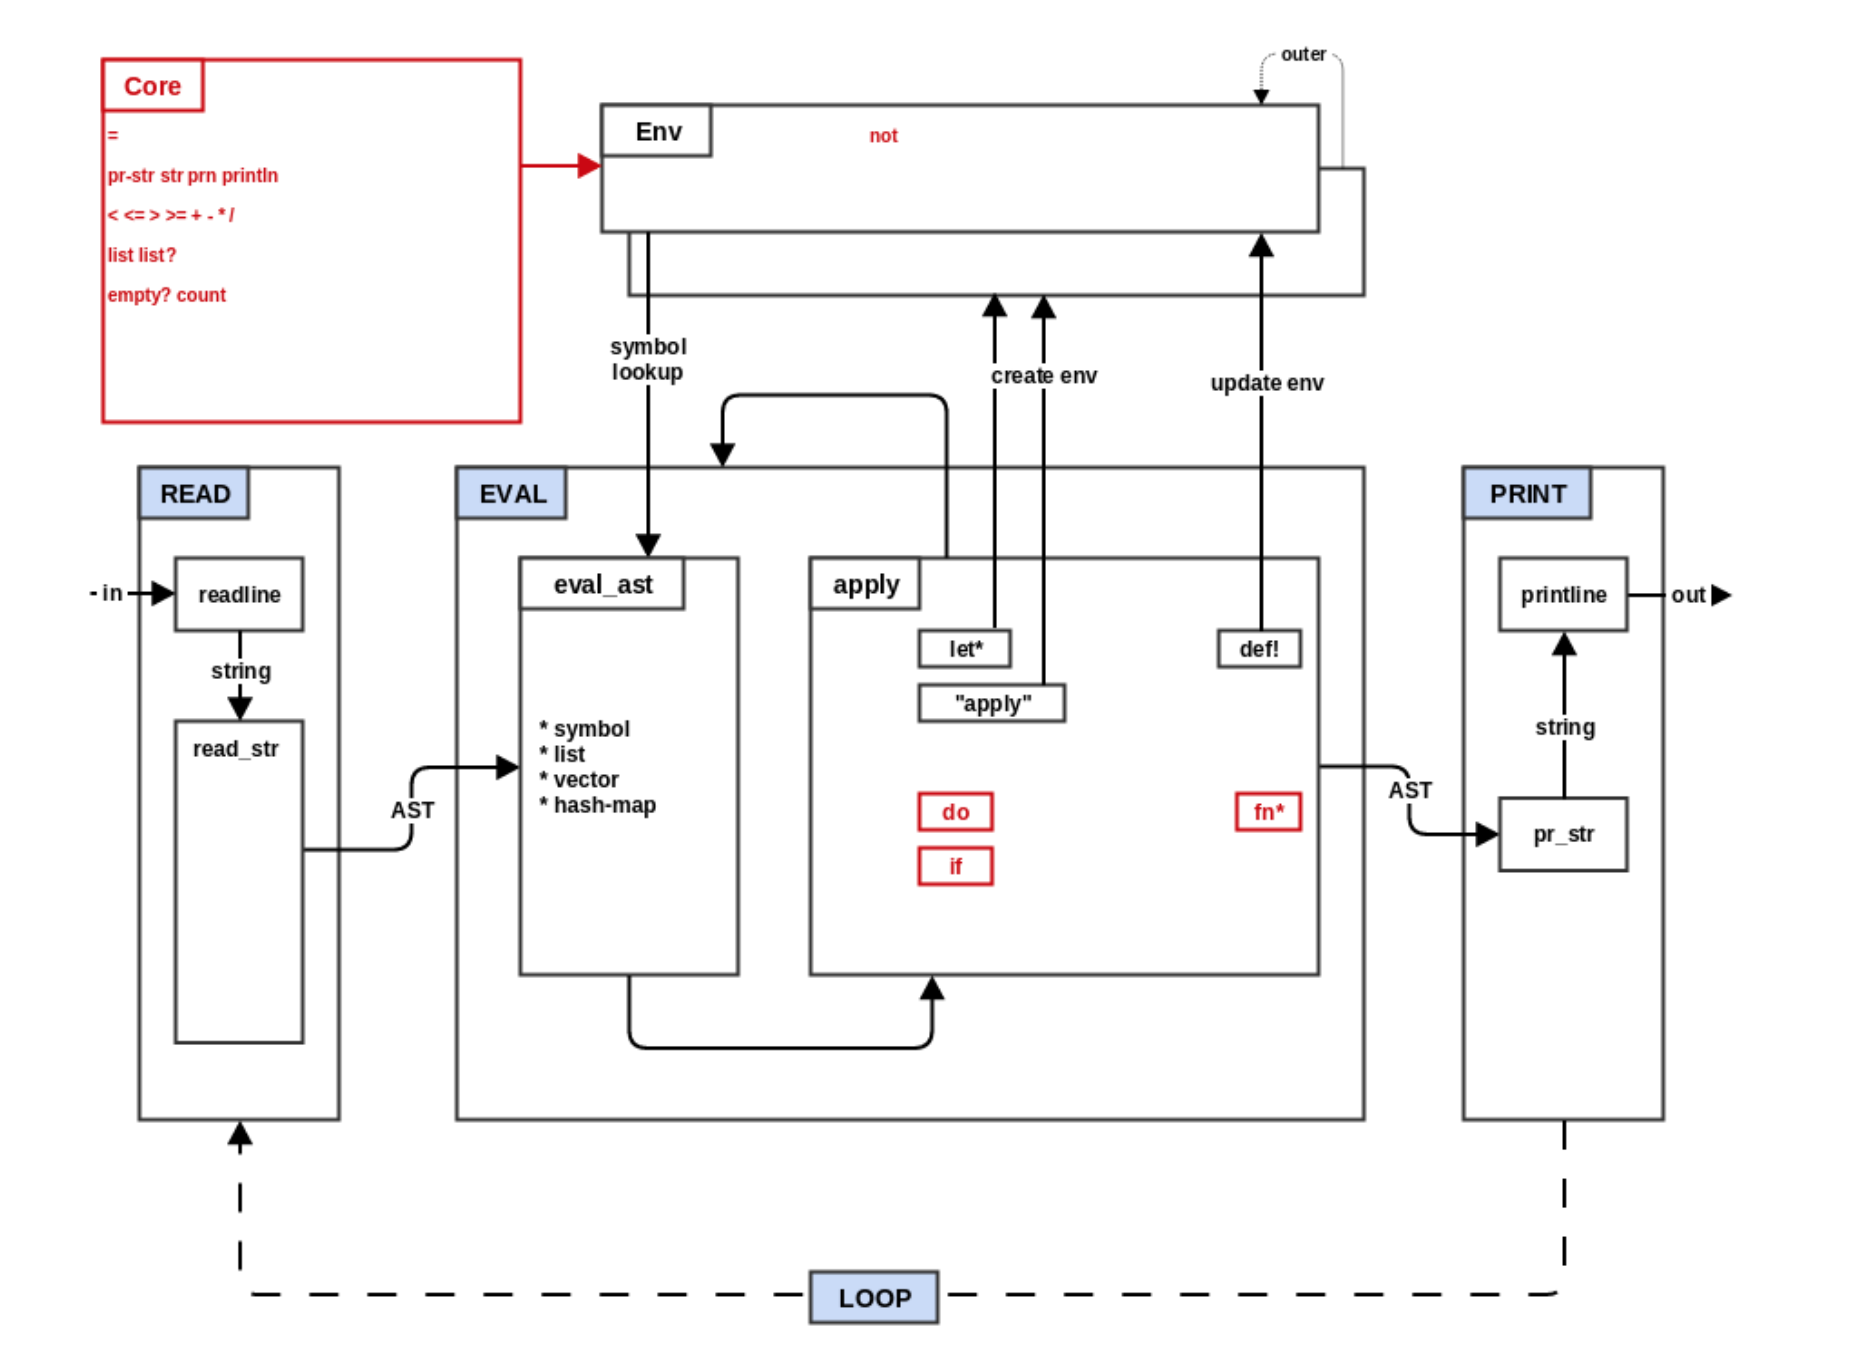 outer
Core
Env
not
=
pr-str str prn println
< <= > >= + - * /
list list?
empty? count
symbol
lookup
create env
update env
READ
EVAL
PRINT
eval_ast
apply
- in
readline
printline
out
let*
def!
string
"apply"
read_str
* symbol
* list
* vector
* hash-map
string
AST
AST
do
fn*
pr_str
if
LOOP